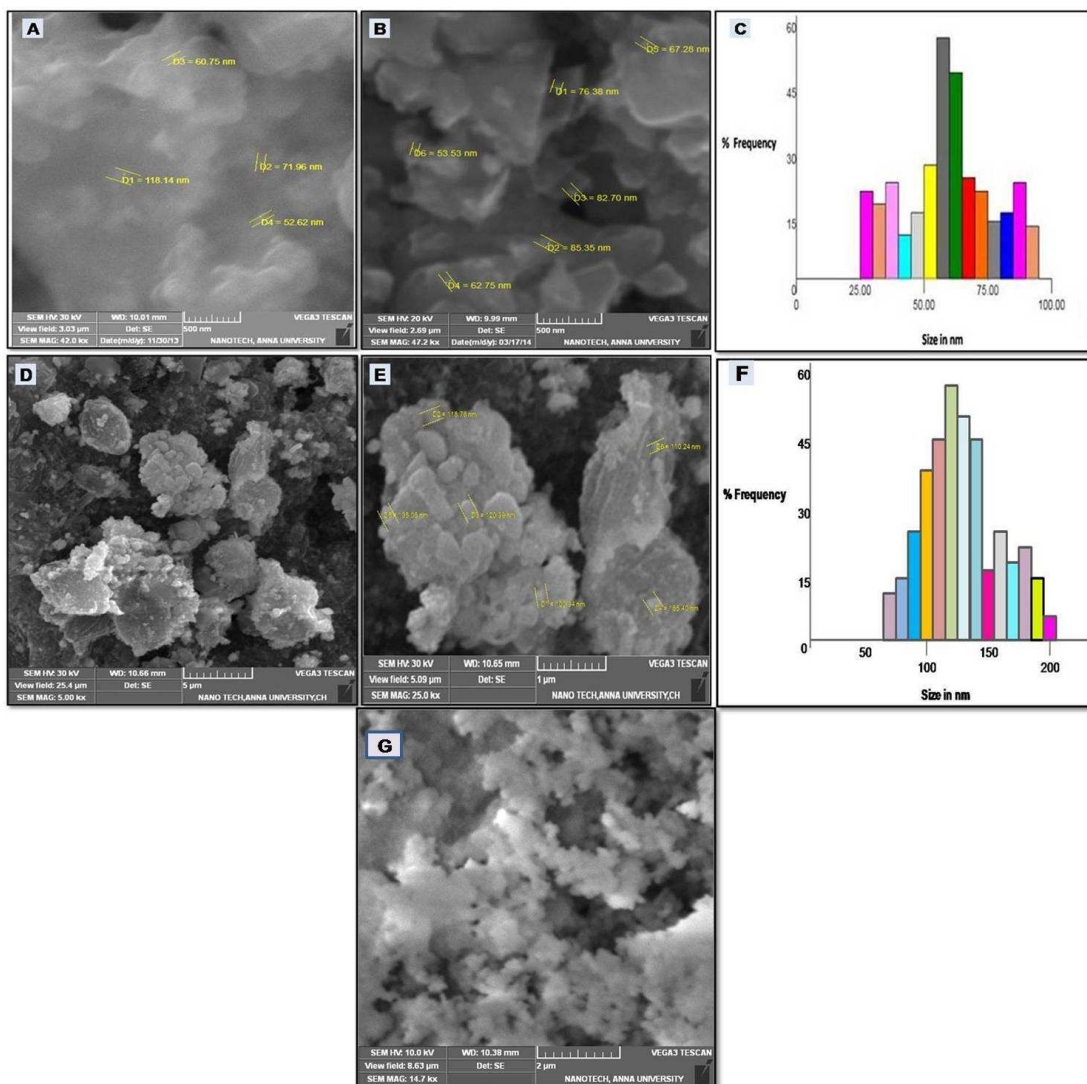 A
D3 = 60.75 nm
D2 = 71.96 nm
D1 = 118.14 nm
D4 = 52.62 nm
SEM HV: 30 kV
WD: 10.01 mm
VEGA3 TESCAN
View field: 3.03 µm
Det: SE
500 nm
SEM MAG: 42.0 kx
Date(m/d/y): 11/30/13
NANOTECH, ANNA UNIVERSITY
B
D5 = 67.28 nm
D1 = 76.38 nm
D6 = 53.53 nm
D3 = 82.70 nm
D2 = 85.35 nm
D4 = 62.75 nm
SEM HV: 20 kV
WD: 9.99 mm
VEGA3 TESCAN
View field: 2.69 µm
Det: SE
500 nm
SEM MAG: 47.2 kx
Date(m/d/y): 03/17/14
NANOTECH, ANNA UNIVERSITY
C
60
45
% Frequency
30
15
0
0
25.00
50.00
75.00
100.00
Size in nm
D
SEM HV: 30 kV
WD: 10.66 mm
VEGA3 TESCAN
View field: 25.4 µm
Det: SE
5 µm
SEM MAG: 5.00 kx
NANO TECH,ANNA UNIVERSITY,CH
E
= 118.78 nm
= 110.24 nm
SEM HV: 30 kV
WD: 10.65 mm
VEGA3 TESCAN
View field: 5.09 µm
Det: SE
1 µm
SEM MAG: 25.0 kx
NANO TECH,ANNA UNIVERSITY,CH
F
60
45
% Frequency
30
15
0
50
100
150
200
Size in nm
G
SEM HV: 10.0 kV
WD: 10.38 mm
VEGA3 TESCAN
View field: 8.63 µm
Det: SE
2 µm
SEM MAG: 14.7 kx
NANOTECH, ANNA UNIVERSITY